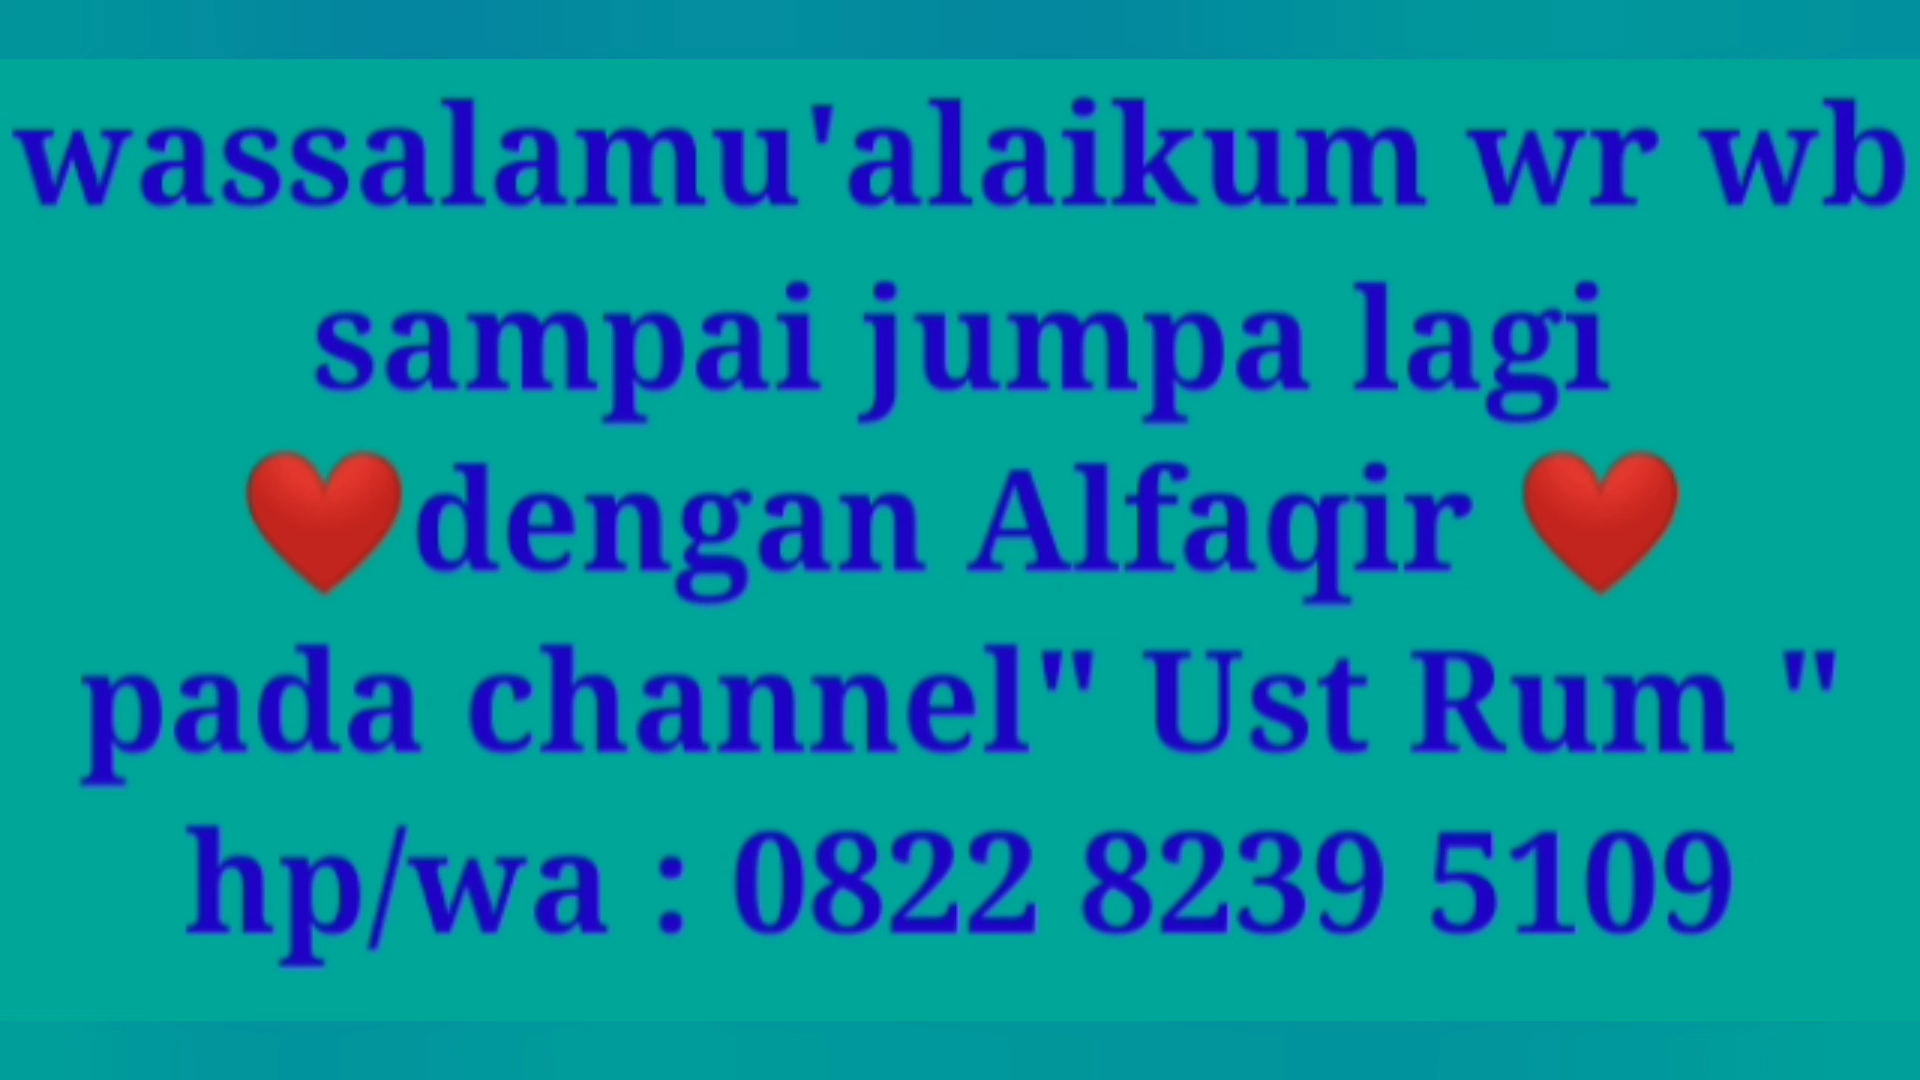 wassalamu'alaikum wr wb
sampai jumpa lagi
❤️dengan Alfaqir ❤️
pada channel" Ust Rum "
hp/wa : 0822 8239 5109